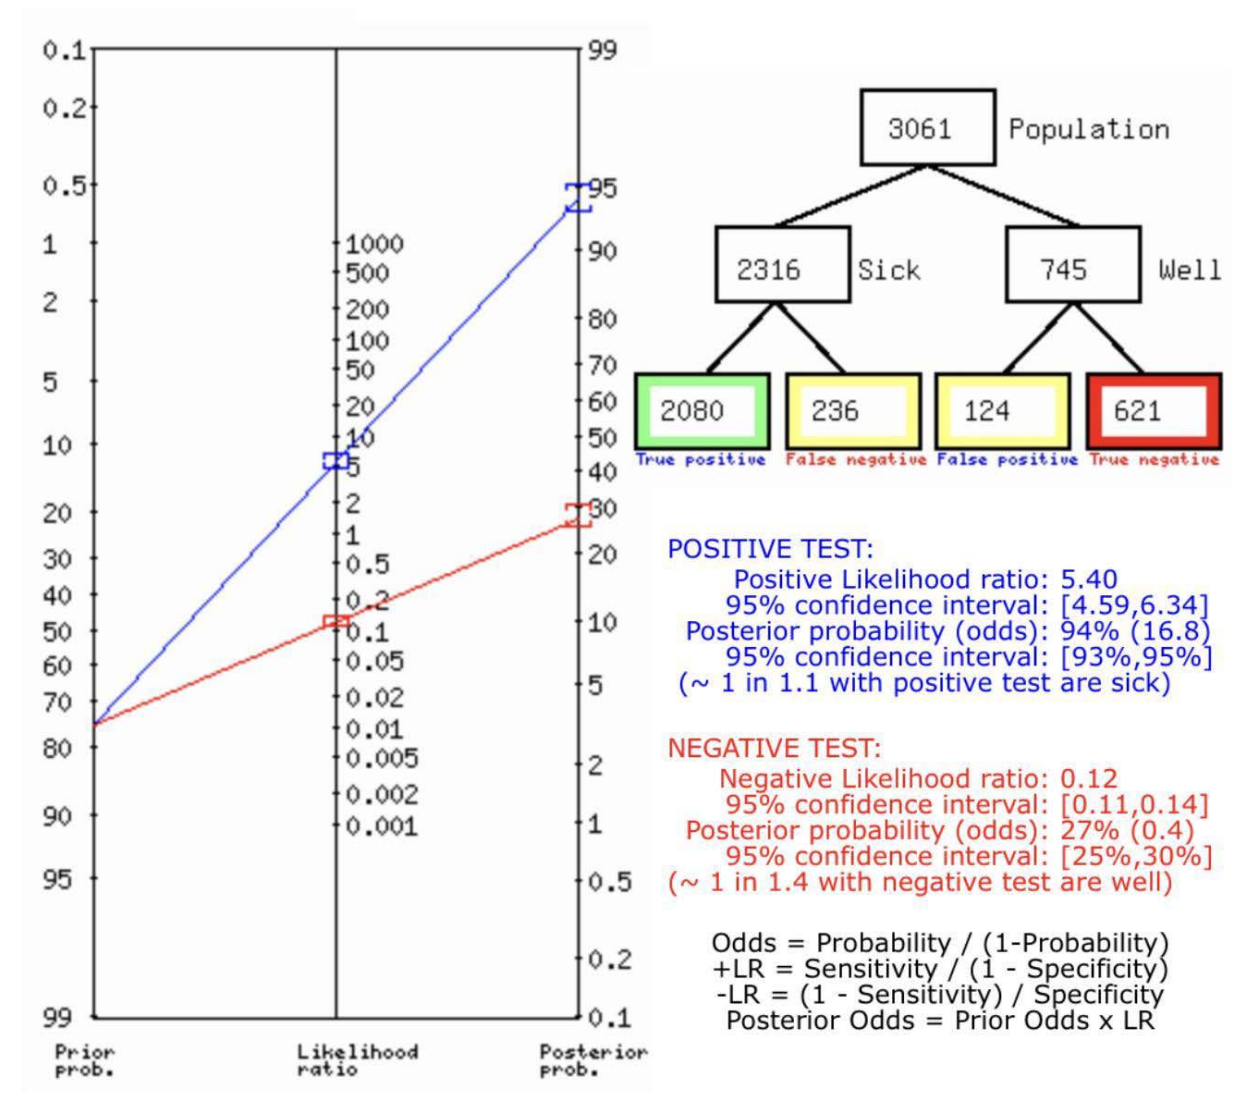 0.1
0.2
0.5
1
2
5
10
20
30
40
50
60
70
80
90
95
99
Prior
prob.
1000
500
200
100
50
20
10
5
2
1
0.5
0.2
0.1
0.05
0.02
0.01
0.005
0.002
0.001
Likelihood
ratio
99
95
90
80
70
60
50
40
30
20
10
5
2
1
0.5
0.2
0.1
Posterior
prob.
3061 Population
2316 Sick 745 Well
2080 236 124 621
True positive False negative False positive True negative
POSITIVE TEST:
Positive Likelihood ratio: 5.40
95% confidence interval: [4.59,6.34]
Posterior probability (odds): 94% (16.8)
95% confidence interval: [93%,95%]
(~ 1 in 1.1 with positive test are sick)
NEGATIVE TEST:
Negative Likelihood ratio: 0.12
95% confidence interval: [0.11,0.14]
Posterior probability (odds): 27% (0.4)
95% confidence interval: [25%,30%]
(~ 1 in 1.4 with negative test are well)
Odds = Probability / (1-Probability)
+LR = Sensitivity / (1 - Specificity)
-LR = (1 - Sensitivity) / Specificity
Posterior Odds = Prior Odds x LR